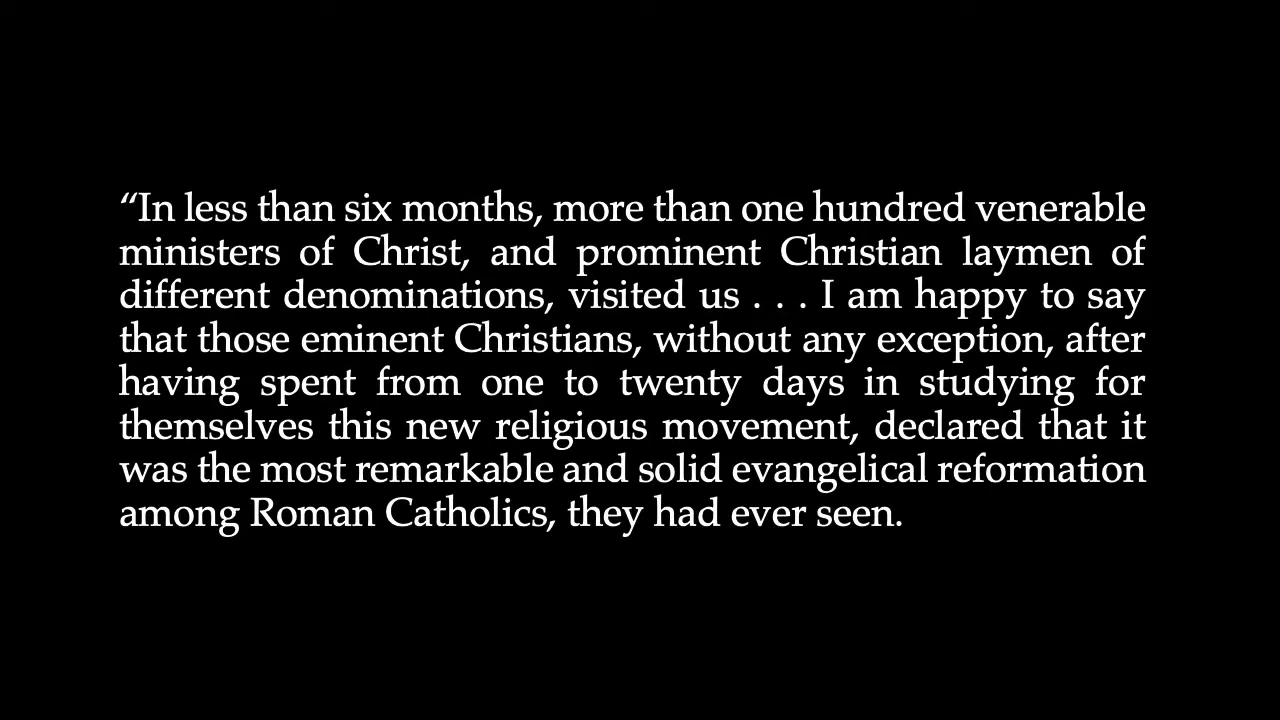 “In less than six months, more than one hundred venerable
ministers of Christ, and prominent Christian laymen of
different denominations, visited us . . . I am happy to say
that those eminent Christians, without any exception, after
having spent from one to twenty days in studying for
themselves this new religious movement, declared that it
was the most remarkable and solid evangelical reformation
among Roman Catholics, they had ever seen.